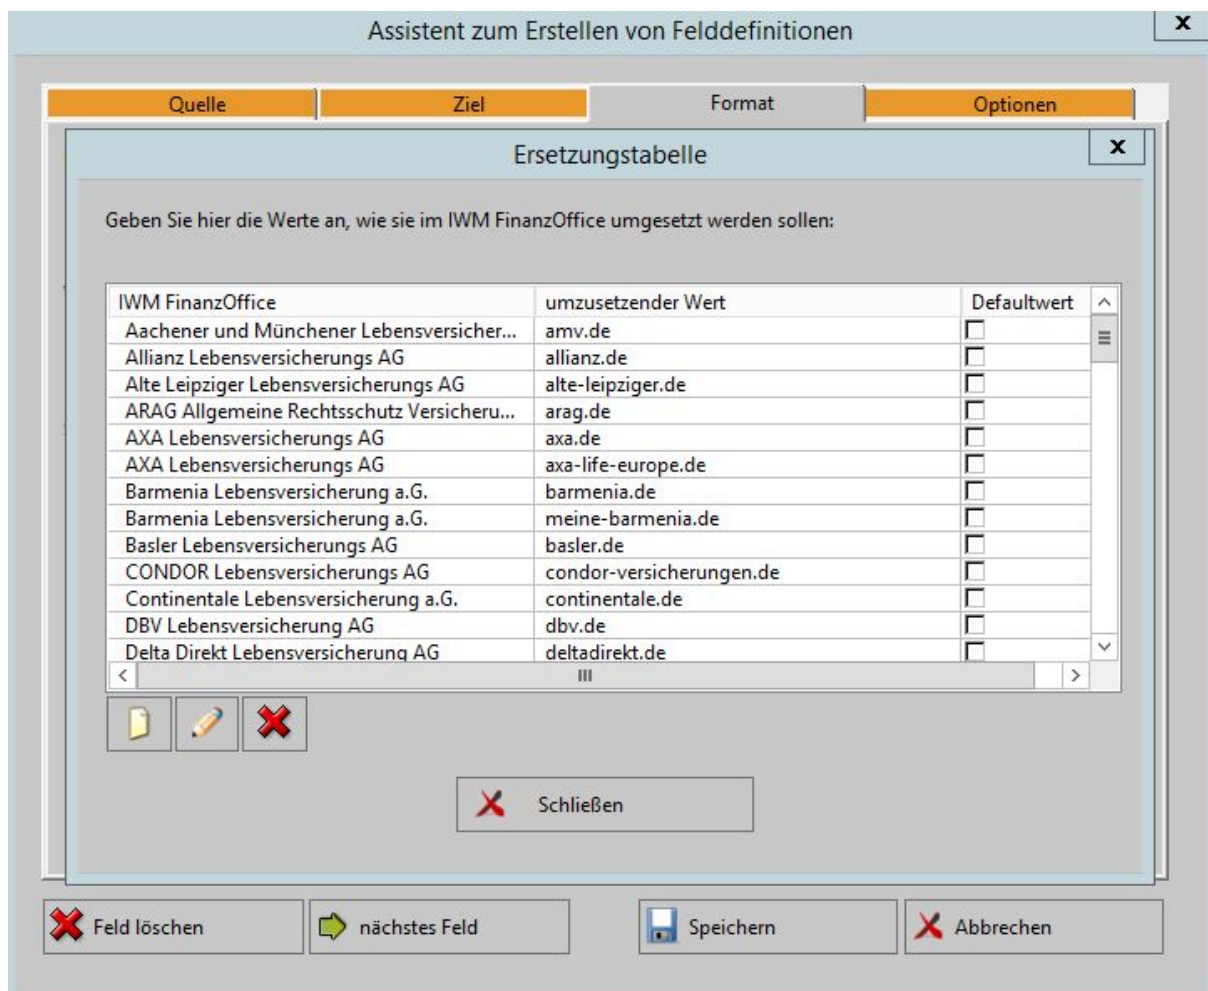 Assistent zum Erstellen von Felddefinitionen
x
Quelle Ziel Format Optionen
Ersetzungstabelle
x
Geben Sie hier die Werte an, wie sie im IWM FinanzOffice umgesetzt werden sollen:
IWM FinanzOffice umzusetzender Wert Defaultwert
Aachener und Münchener Lebensversicher... amv.de
Allianz Lebensversicherungs AG allianz.de
Alte Leipziger Lebensversicherungs AG alte-leipziger.de
ARAG Allgemeine Rechtsschutz Versicheru... arag.de
AXA Lebensversicherungs AG axa.de
AXA Lebensversicherungs AG axa-life-europe.de
Barmenia Lebensversicherung a.G. barmenia.de
Barmenia Lebensversicherung a.G. meine-barmenia.de
Basler Lebensversicherungs AG basler.de
CONDOR Lebensversicherungs AG condor-versicherungen.de
Continentale Lebensversicherung a.G. continentale.de
DBV Lebensversicherung AG dbv.de
Delta Direkt Lebensversicherung AG deltadirekt.de
Schließen
Feld löschen nächstes Feld Speichern Abbrechen